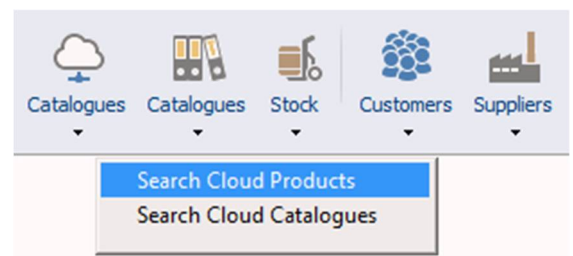 Catalogues Catalogues Stock Customers Suppliers
Search Cloud Products
Search Cloud Catalogues